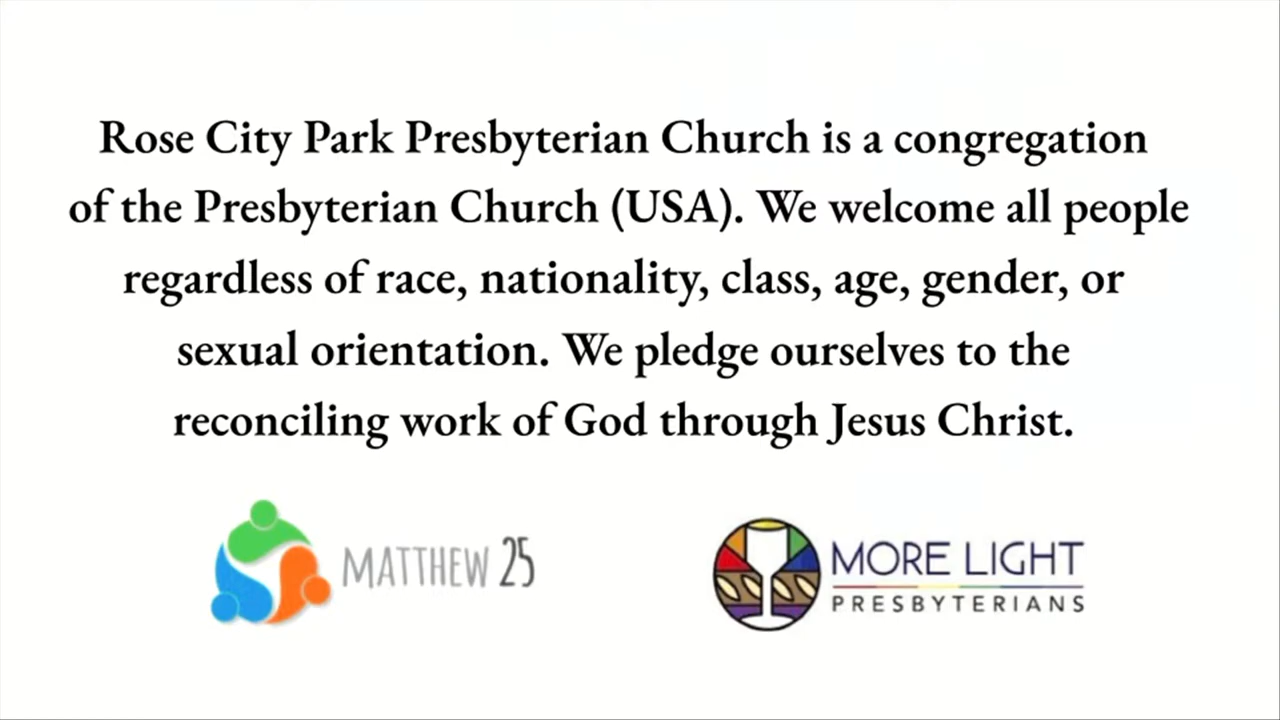 Rose City Park Presbyterian Church is a congregation
of the Presbyterian Church (USA). We welcome all people
regardless of race, nationality, class, age, gender, or
sexual orientation. We pledge ourselves to the
reconciling work of God through Jesus Christ.
MATTHEW 25
MORE LIGHT
PRESBYTERIANS